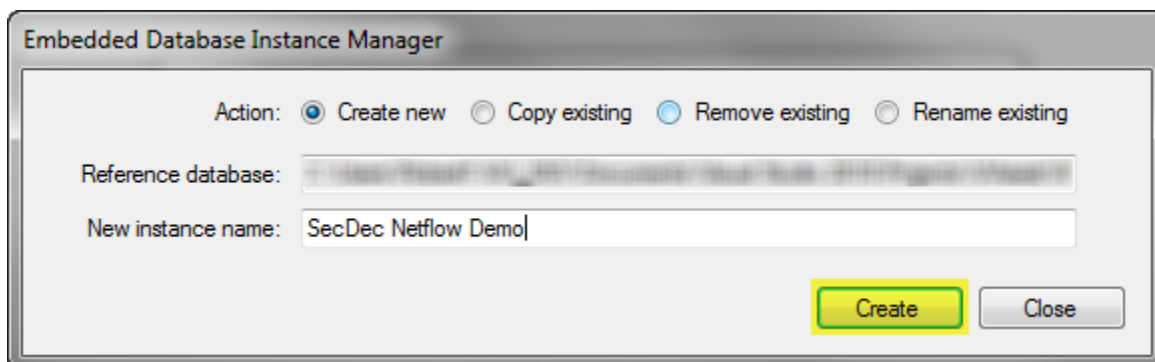 Embedded Database Instance Manager
Action: Create new Copy existing Remove existing Rename existing
Reference database:
New instance name: SecDec Netflow Demo
Create Close